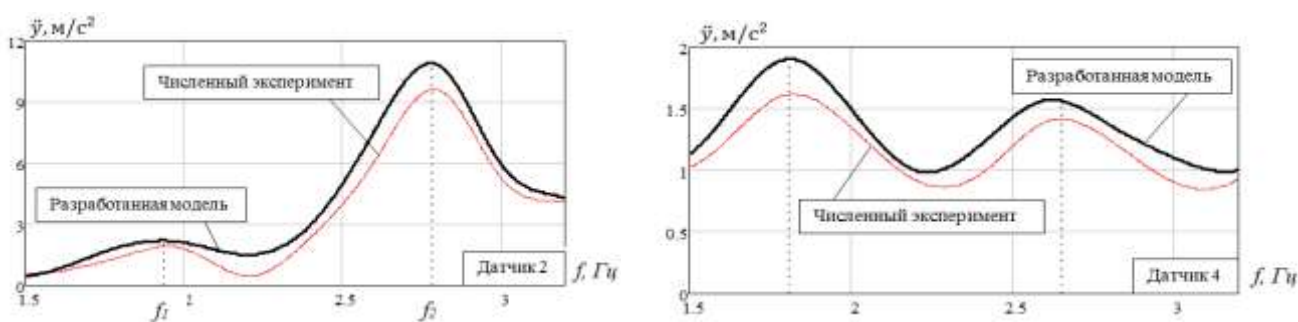 ÿ, м/с²
12
9
6
3
0
Численный эксперимент
Разработанная модель
Датчик 2
1.5
2
2.5
3
f, Гц
f₁
f₂
ÿ, м/с²
2
1.5
1
0.5
0
Разработанная модель
Численный эксперимент
Датчик 4
1.5
2
2.5
3
f, Гц